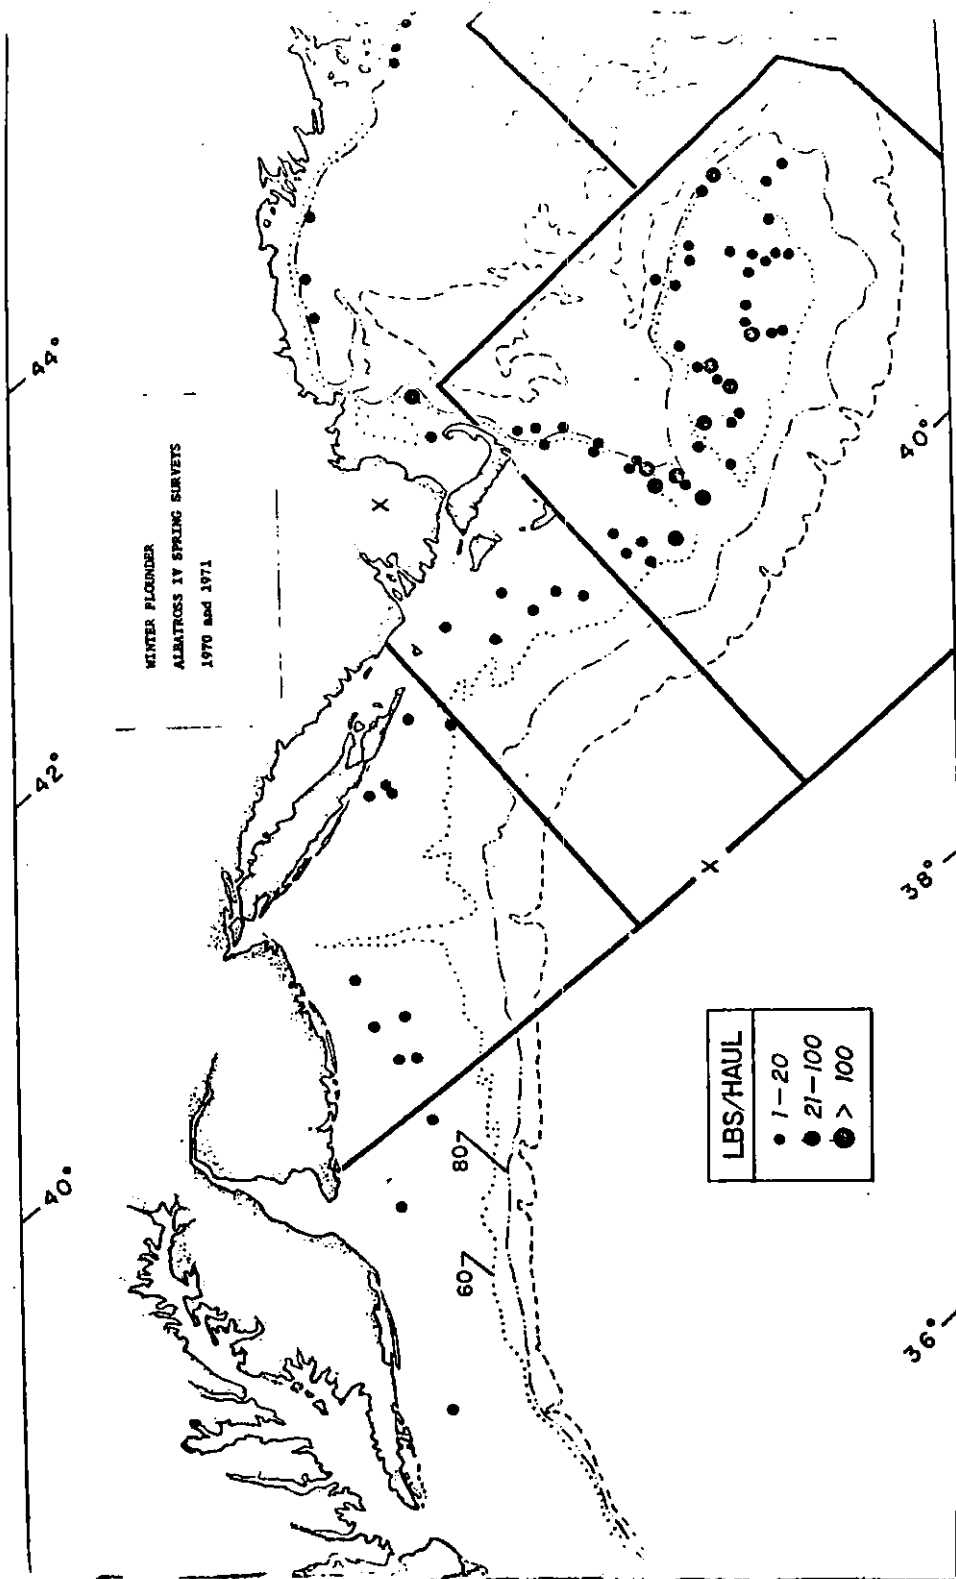 WINTER FLOUNDER
ALBATROSS IV SPRING SURVEYS
1970 and 1971
44°
42°
40°
40°
38°
36°
X
X
80
60
LBS/HAUL
1-20
21-100
> 100